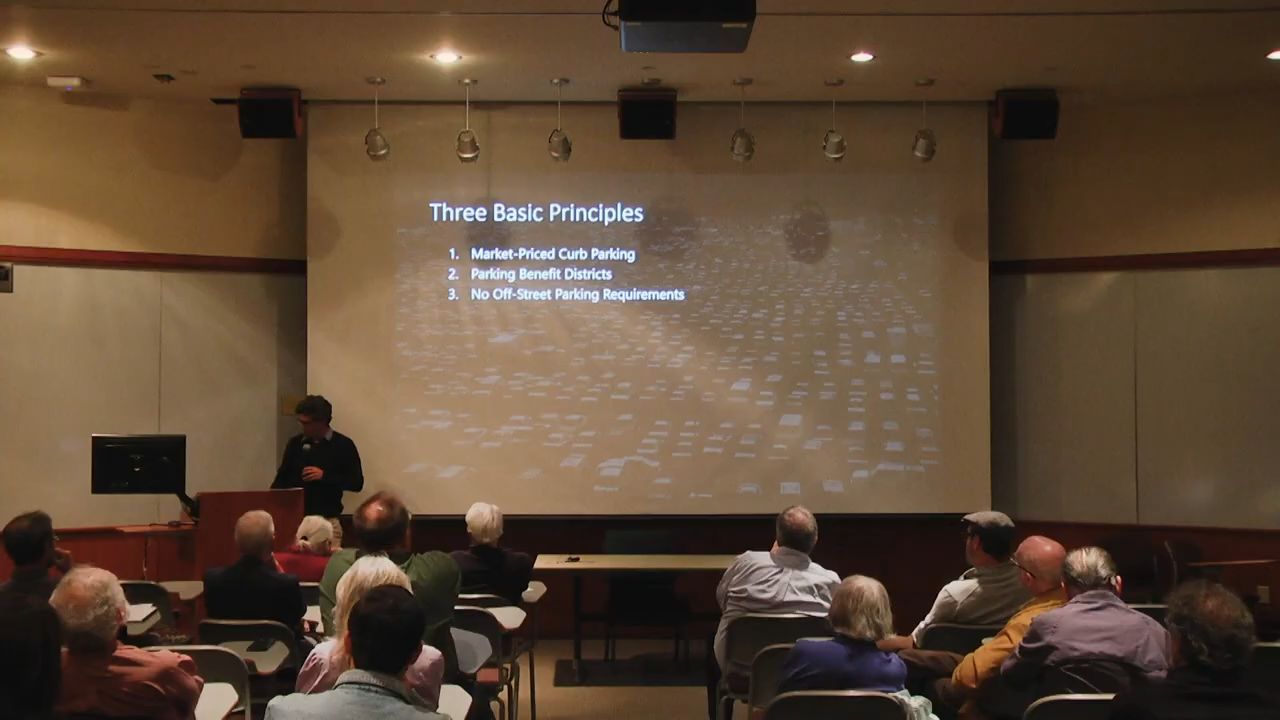 Three Basic Principles
1. Market-Priced Curb Parking
2. Parking Benefit Districts
3. No Off-Street Parking Requirements